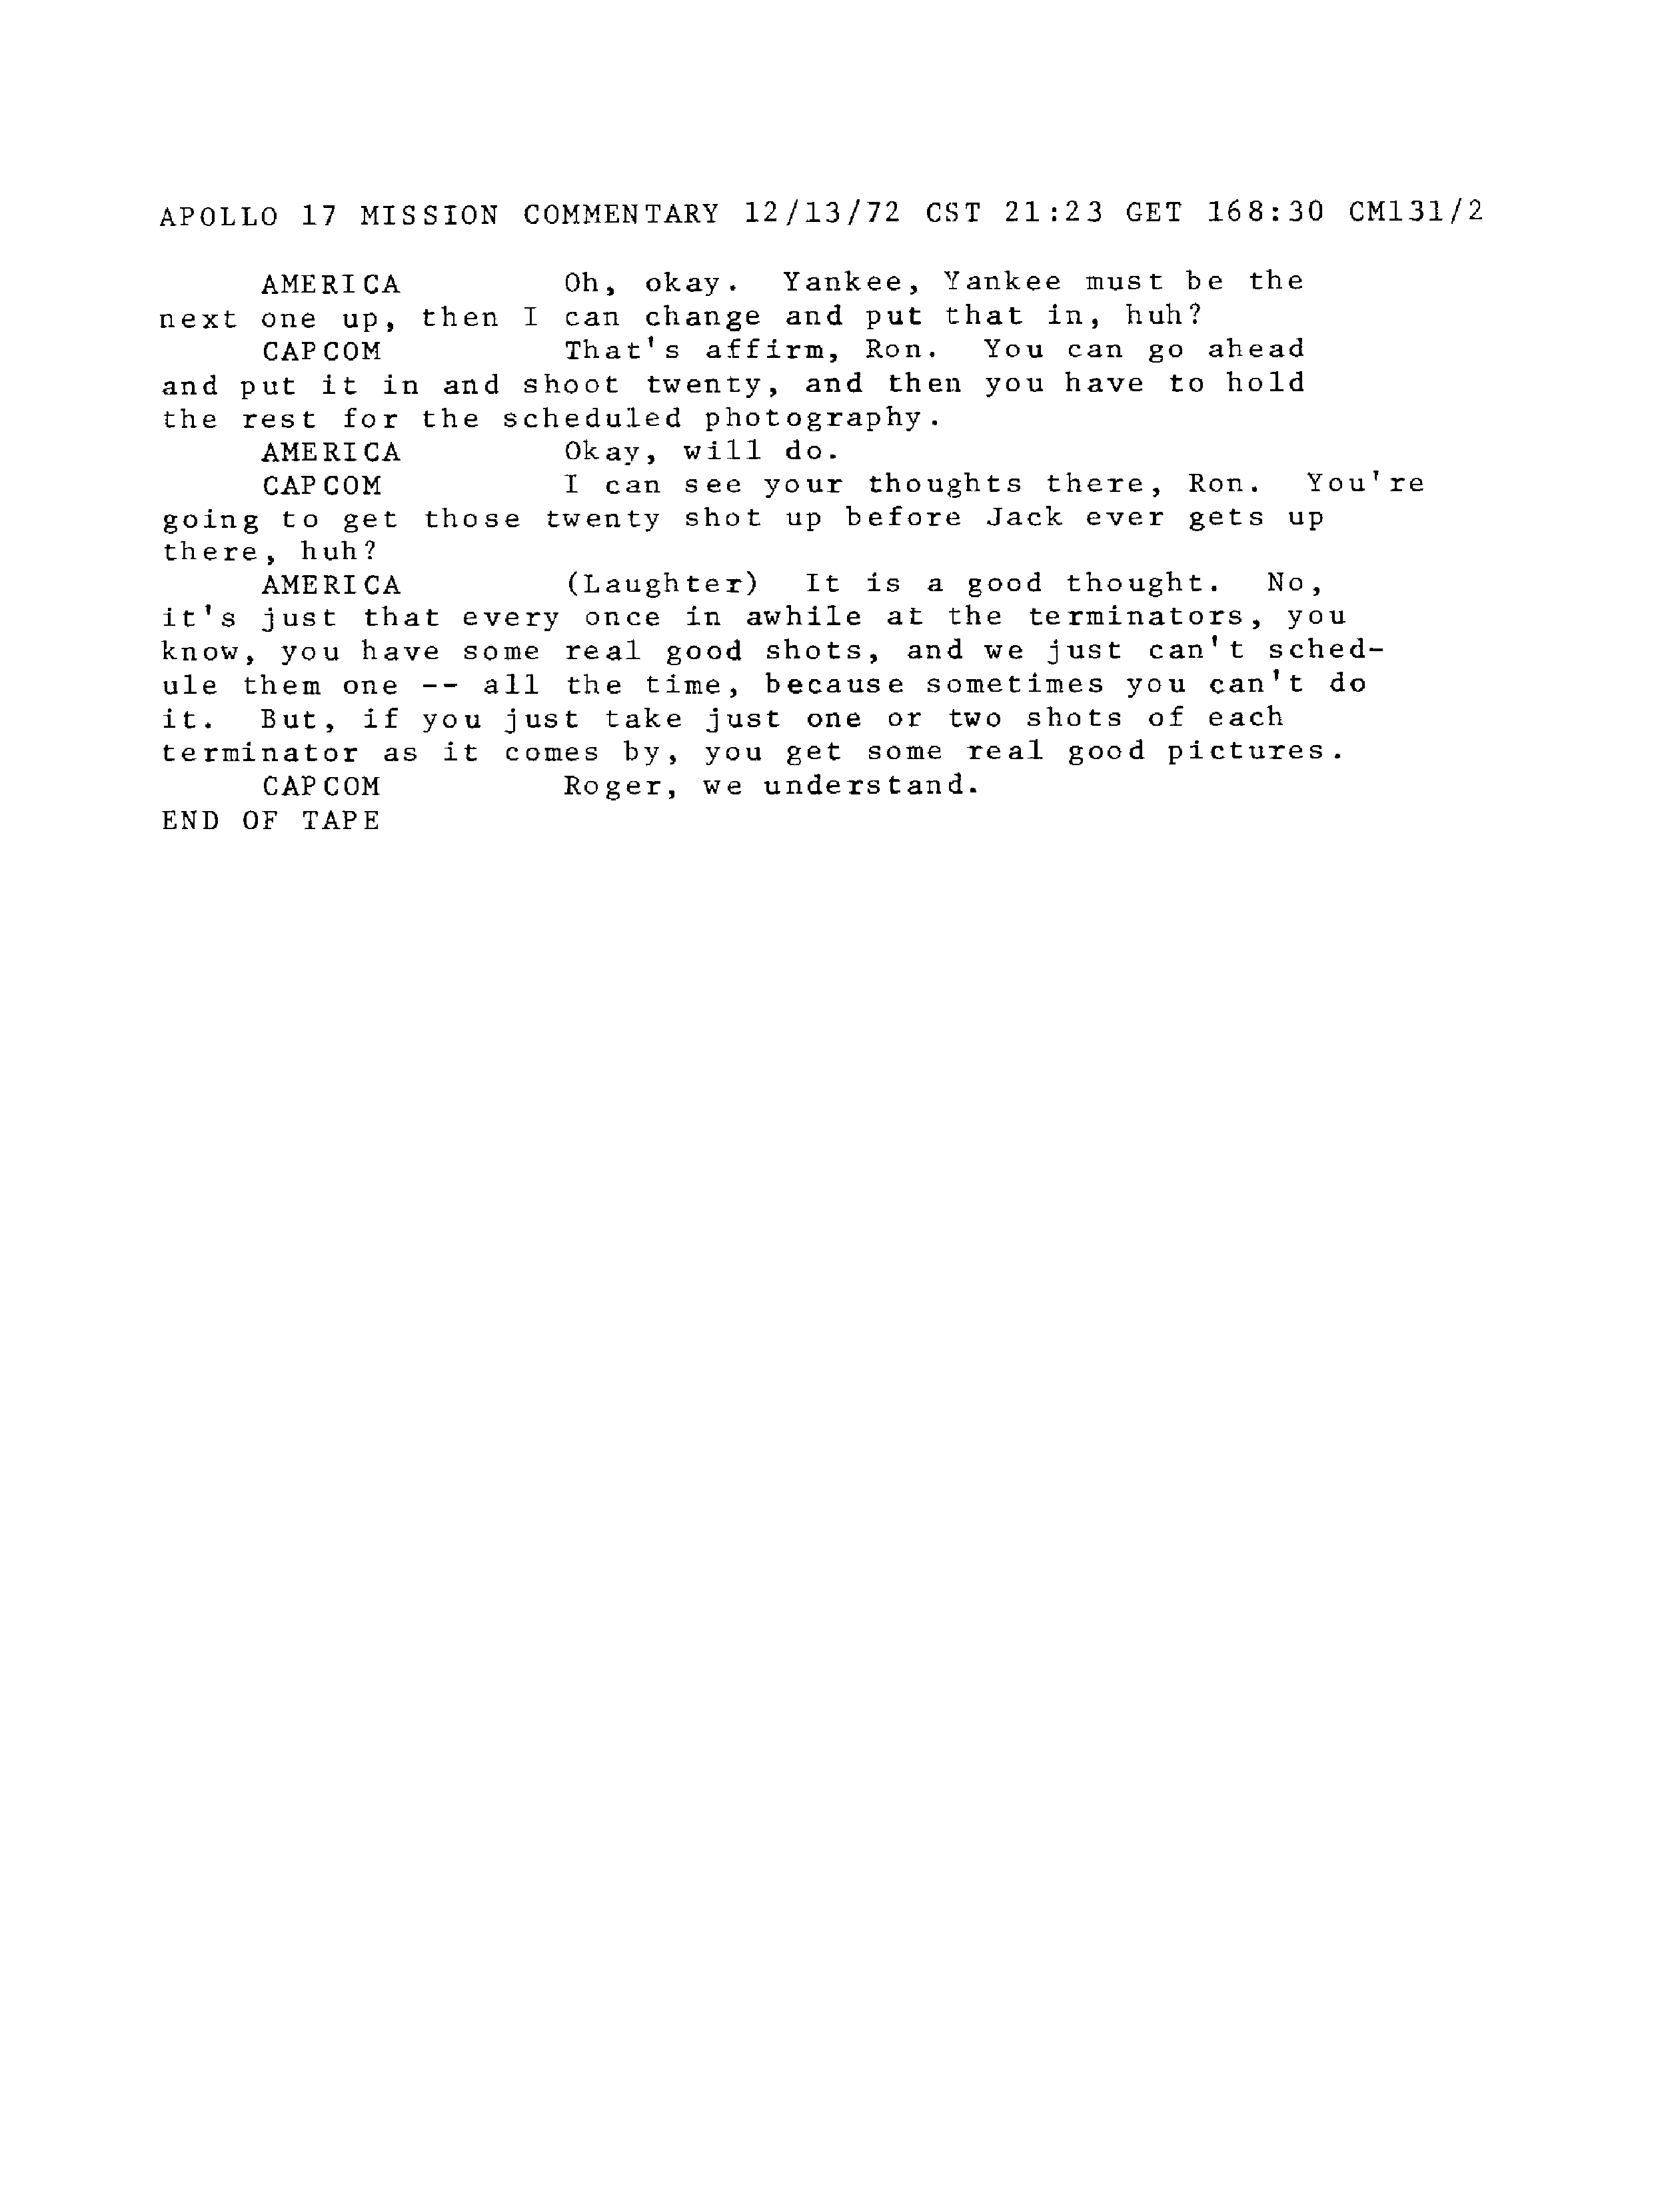 APOLLO 17 MISSION COMMENTARY 12/13/72 CST 21:23 GET 168:30 CM131/2
AMERICA Oh, okay. Yankee, Yankee must be the
next one up, then I can change and put that in, huh?
CAPCOM That's affirm, Ron. You can go ahead
and put it in and shoot twenty, and then you have to hold
the rest for the scheduled photography.
AMERICA Okay, will do.
CAPCOM I can see your thoughts there, Ron. You're
going to get those twenty shot up before Jack ever gets up
there, huh?
AMERICA (Laughter) It is a good thought. No,
it's just that every once in awhile at the terminators, you
know, you have some real good shots, and we just can't sched-
ule them one -- all the time, because sometimes you can't do
it. But, if you just take just one or two shots of each
terminator as it comes by, you get some real good pictures.
CAPCOM Roger, we understand.
END OF TAPE